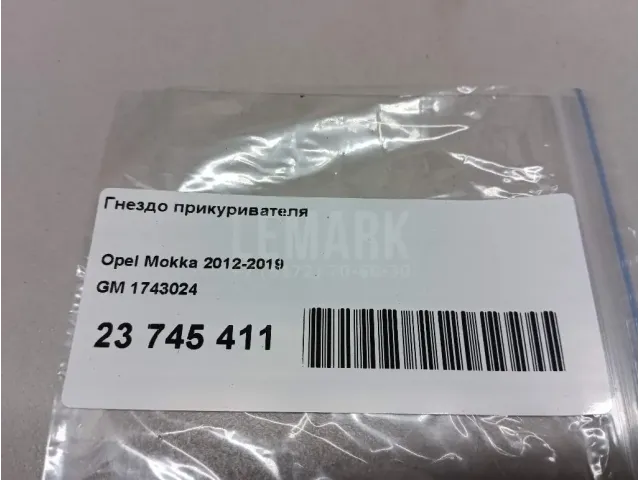 Гнездо прикуривателя
LEMARK
Opel Mokka 2012-2019
GM 1743024
23 745 411